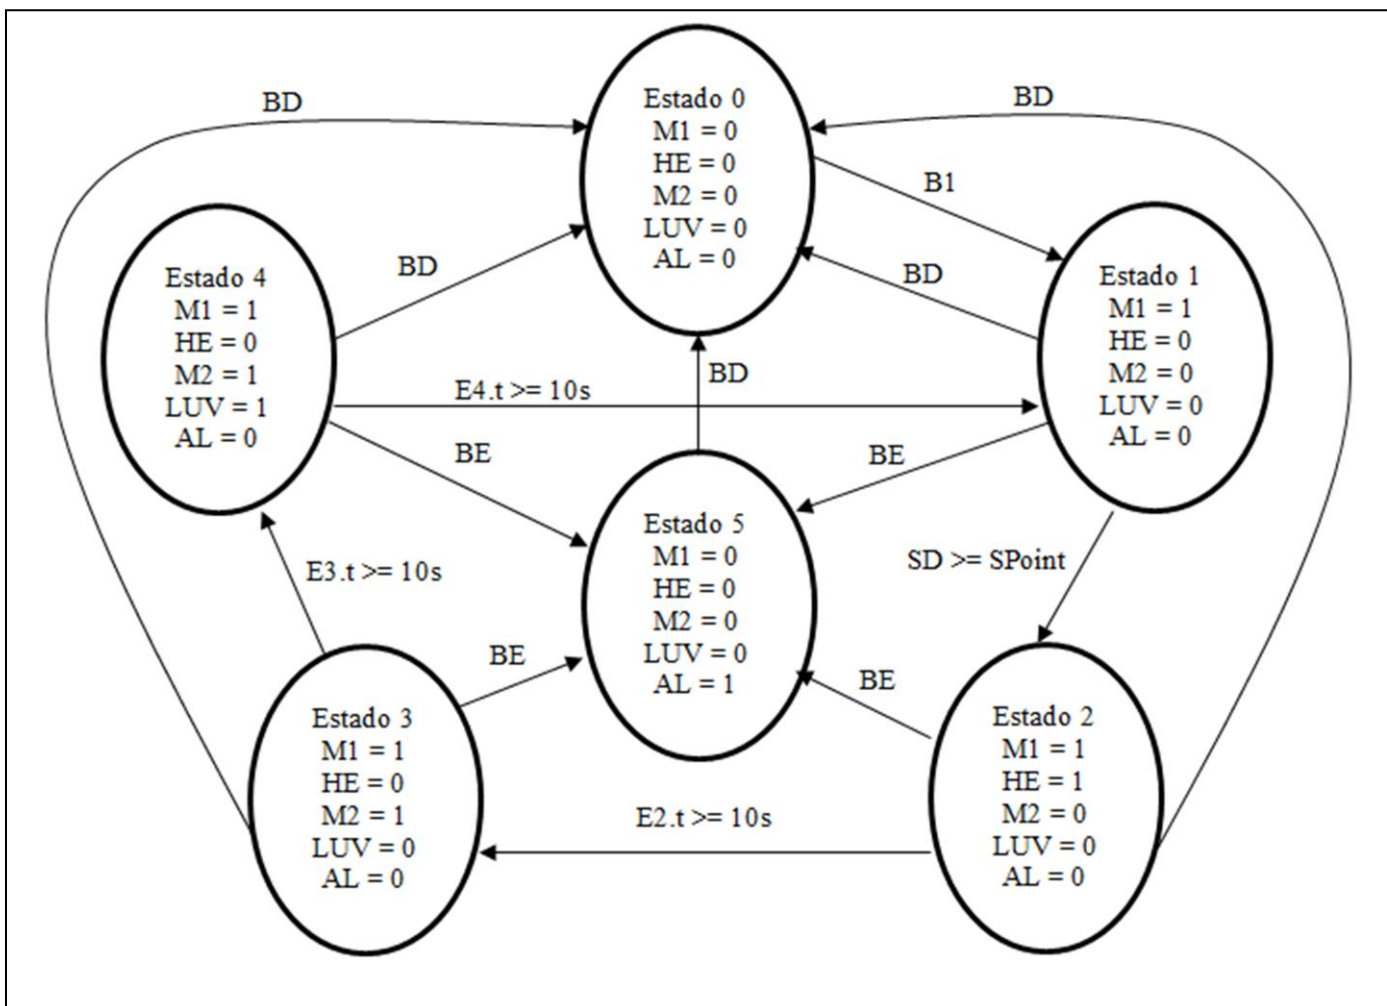 BD
BD
Estado 0
M1 = 0
HE = 0
M2 = 0
LUV = 0
AL = 0
B1
BD
BD
Estado 4
M1 = 1
HE = 0
M2 = 1
LUV = 1
AL = 0
Estado 1
M1 = 1
HE = 0
M2 = 0
LUV = 0
AL = 0
BD
E4.t >= 10s
BE
BE
Estado 5
M1 = 0
HE = 0
M2 = 0
LUV = 0
AL = 1
SD >= SPoint
E3.t >= 10s
BE
BE
Estado 3
M1 = 1
HE = 0
M2 = 1
LUV = 0
AL = 0
Estado 2
M1 = 1
HE = 1
M2 = 0
LUV = 0
AL = 0
E2.t >= 10s